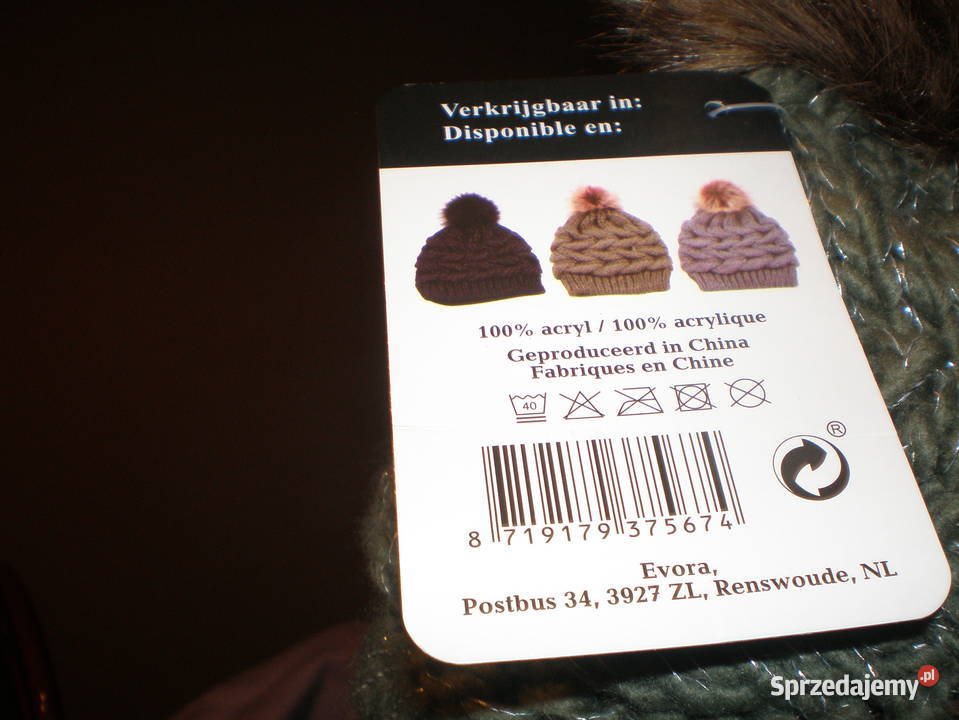 Verkrijgbaar in:
Disponible en:
100% acryl / 100% acrylique
Geproduceerd in China
Fabriques en Chine
40
8 719179 375674
®
Evora,
Postbus 34, 3927 ZL, Renswoude, NL
Sprzedajemy.pl